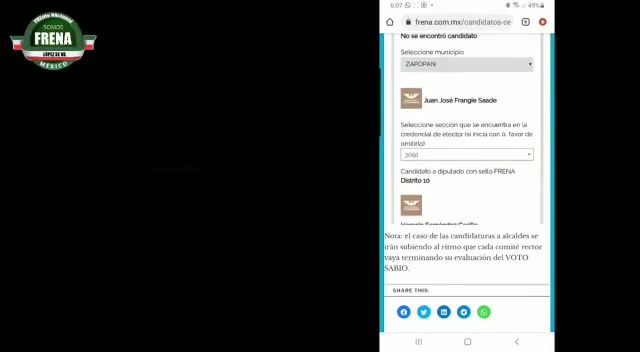 FRENTE NACIONAL
SOMOS
FRENA
LÓPEZ SE VA
MEXICO
6:07
49%
frena.com.mx/candidatos-ce
No se encontró candidato
Seleccione municipio
ZAPOPAN
Juan José Frangie Saade
Seleccione sección que se encuentra en la
credencial de elector (si inicia con 0, favor de
omitirlo)
3091
Candidato a diputado con sello FRENA
Distrito 10
Nota: el caso de las candidaturas a alcaldes se
irán subiendo al ritmo que cada comité rector
vaya terminando su evaluación del VOTO
SABIO.
SHARE THIS: